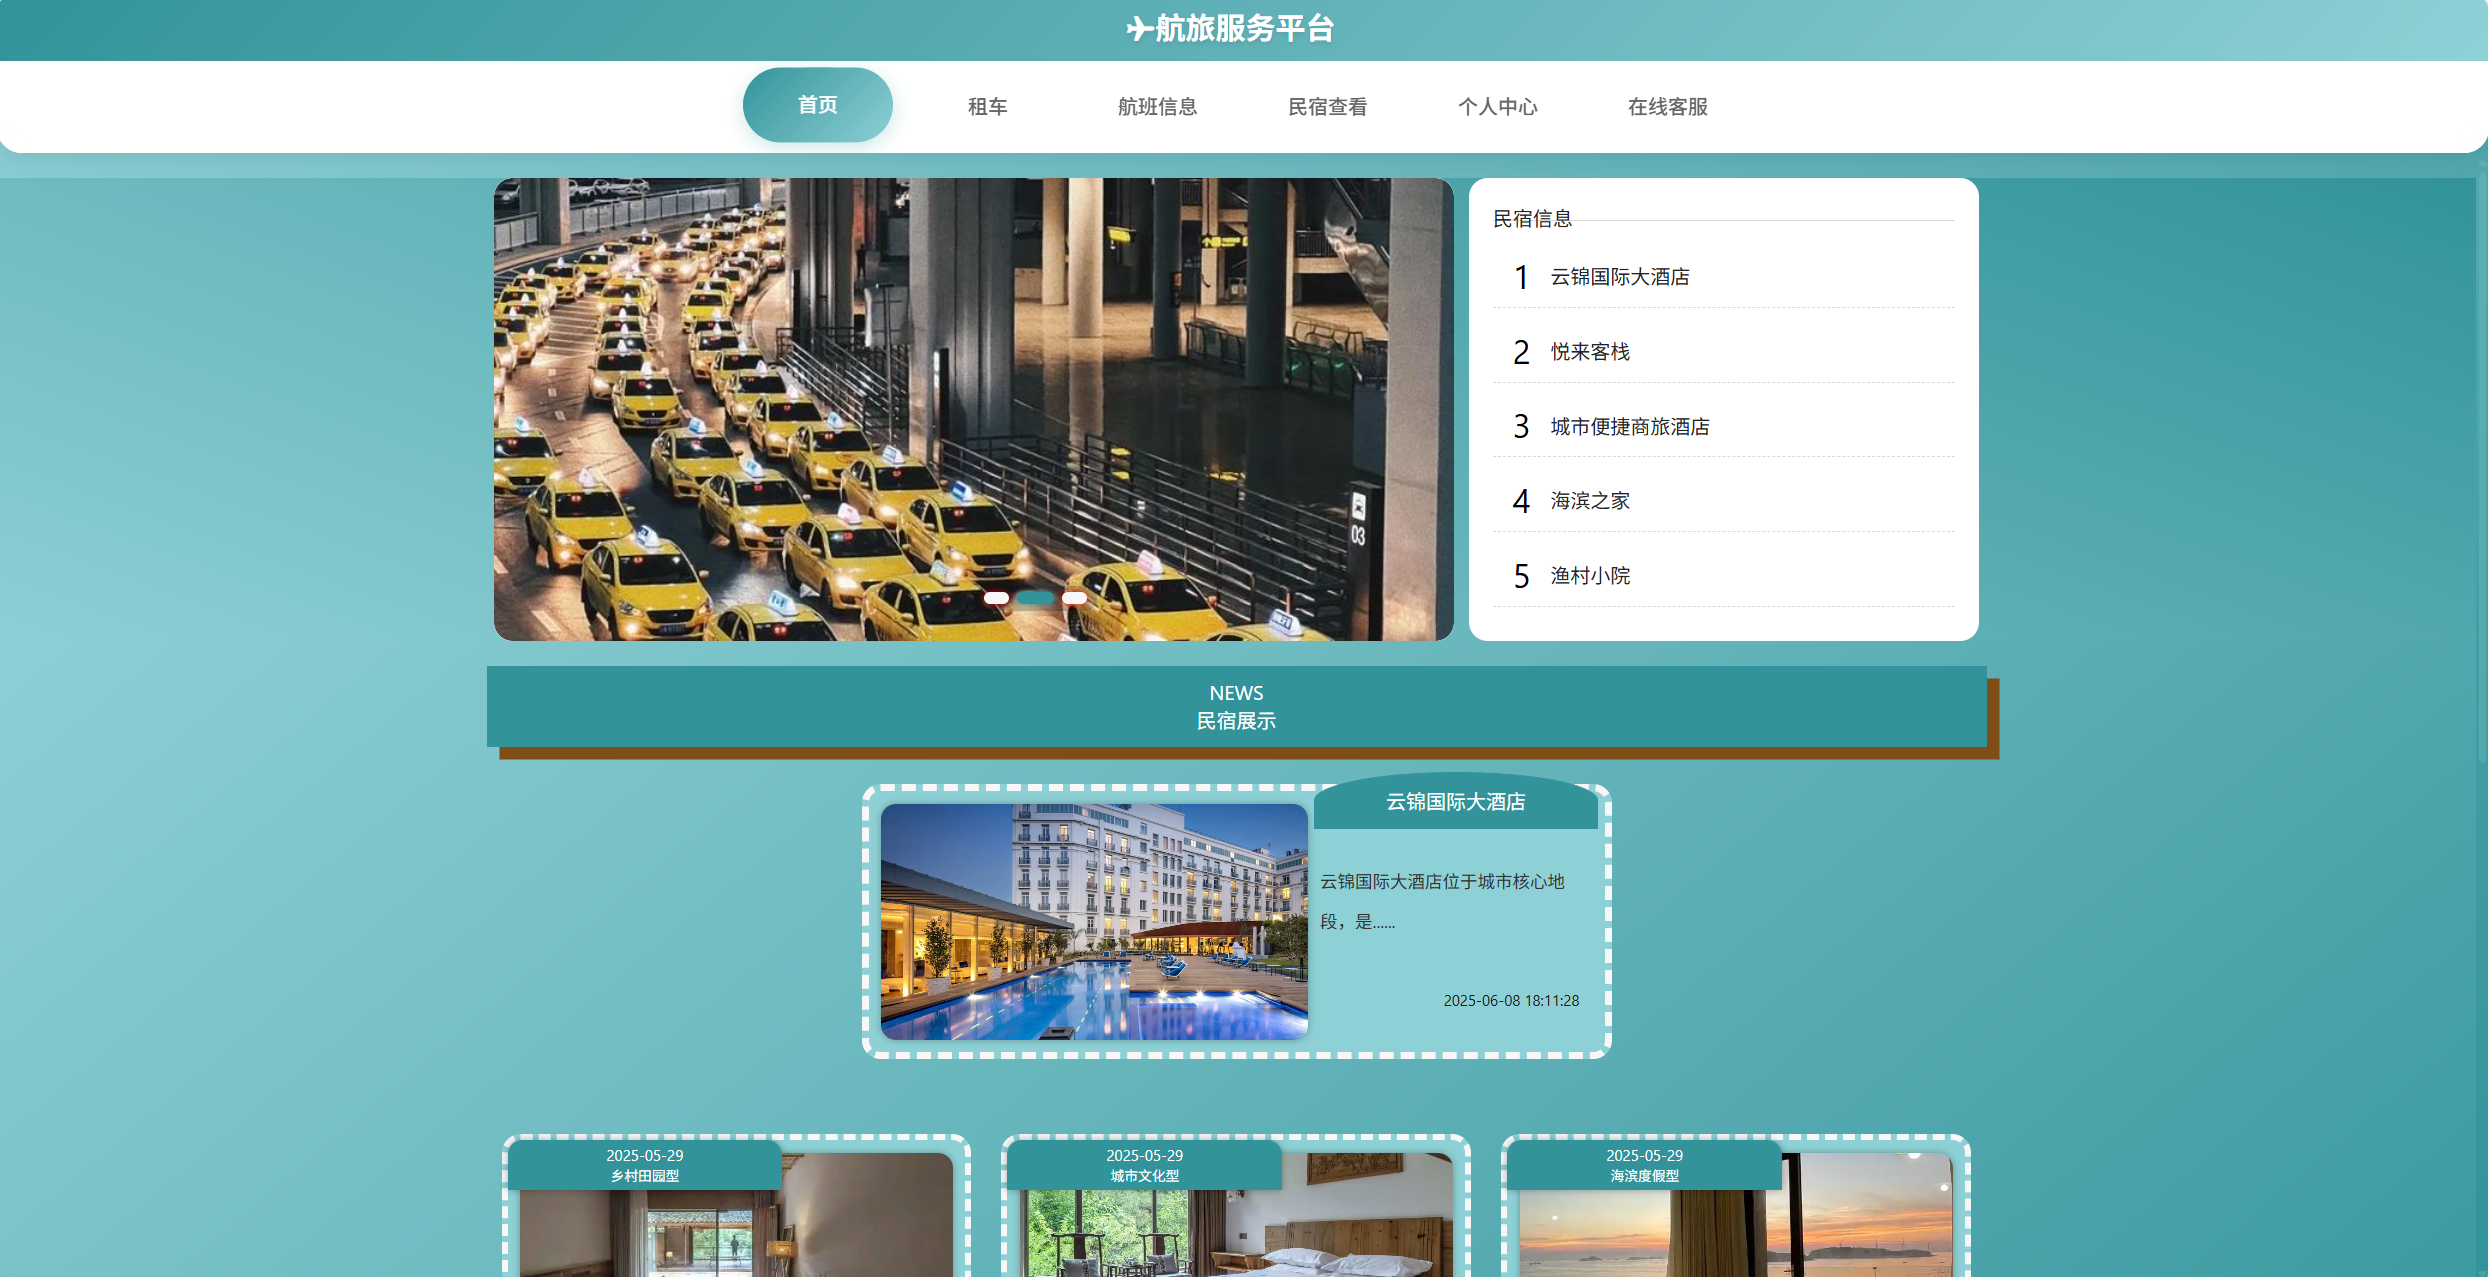 航旅服务平台
首页
租车
航班信息
民宿查看
个人中心
在线客服
03
民宿信息
1 云锦国际大酒店
2 悦来客栈
3 城市便捷商旅酒店
4 海滨之家
5 渔村小院
NEWS
民宿展示
云锦国际大酒店
云锦国际大酒店位于城市核心地
段，是......
2025-06-08 18:11:28
2025-05-29
乡村田园型
2025-05-29
城市文化型
2025-05-29
海滨度假型